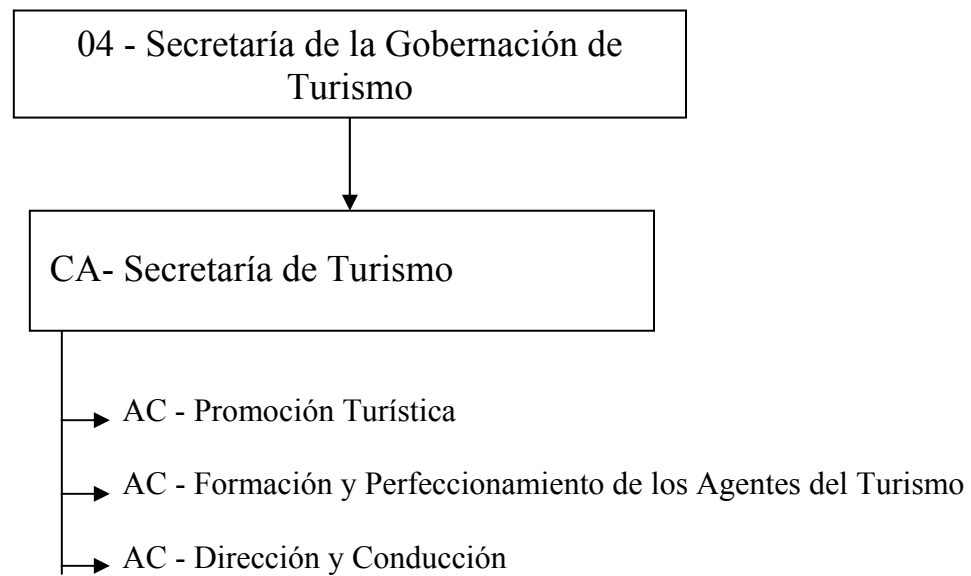 04 - Secretaría de la Gobernación de
Turismo
CA- Secretaría de Turismo
AC - Promoción Turística
AC - Formación y Perfeccionamiento de los Agentes del Turismo
AC - Dirección y Conducción